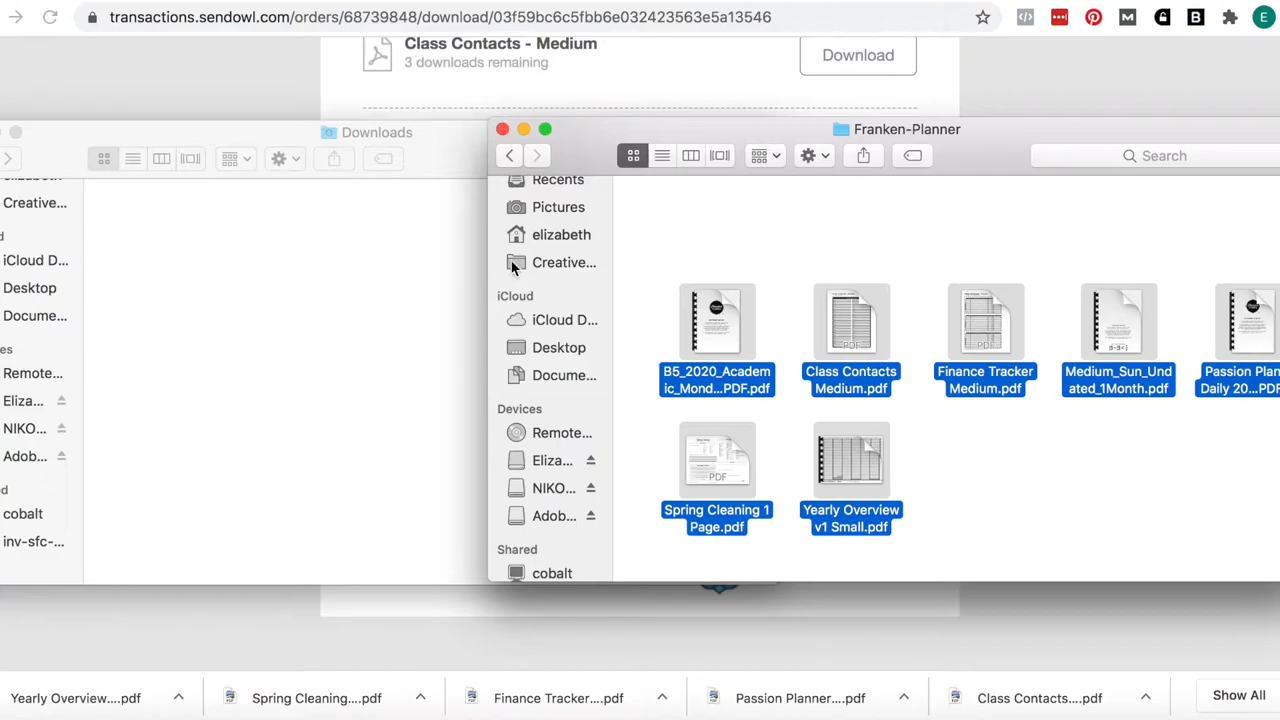 transactions.sendowl.com/orders/68739848/download/03f59bc6c5fbb6e032423563e5a13546
E
Class Contacts - Medium
3 downloads remaining
Download
Downloads
Creative...
iCloud D...
Desktop
Docume...
es
Remote...
Eliza...
NIKO...
Adob...
cobalt
inv-sfc-...
Franken-Planner
Search
Recents
Pictures
elizabeth
Creative...
iCloud
iCloud D...
Desktop
Docume...
Devices
Remote...
Eliza...
NIKO...
Adob...
Shared
cobalt
B5_2020_Academ
ic_Mond...PDF.pdf
Class Contacts
Medium.pdf
Finance Tracker
Medium.pdf
Medium_Sun_Und
ated_1Month.pdf
Passion Plan
Daily 20...PDF
Spring Cleaning 1
Page.pdf
Yearly Overview
v1 Small.pdf
Yearly Overview....pdf
Spring Cleaning....pdf
Finance Tracker....pdf
Passion Planner....pdf
Class Contacts....pdf
Show All